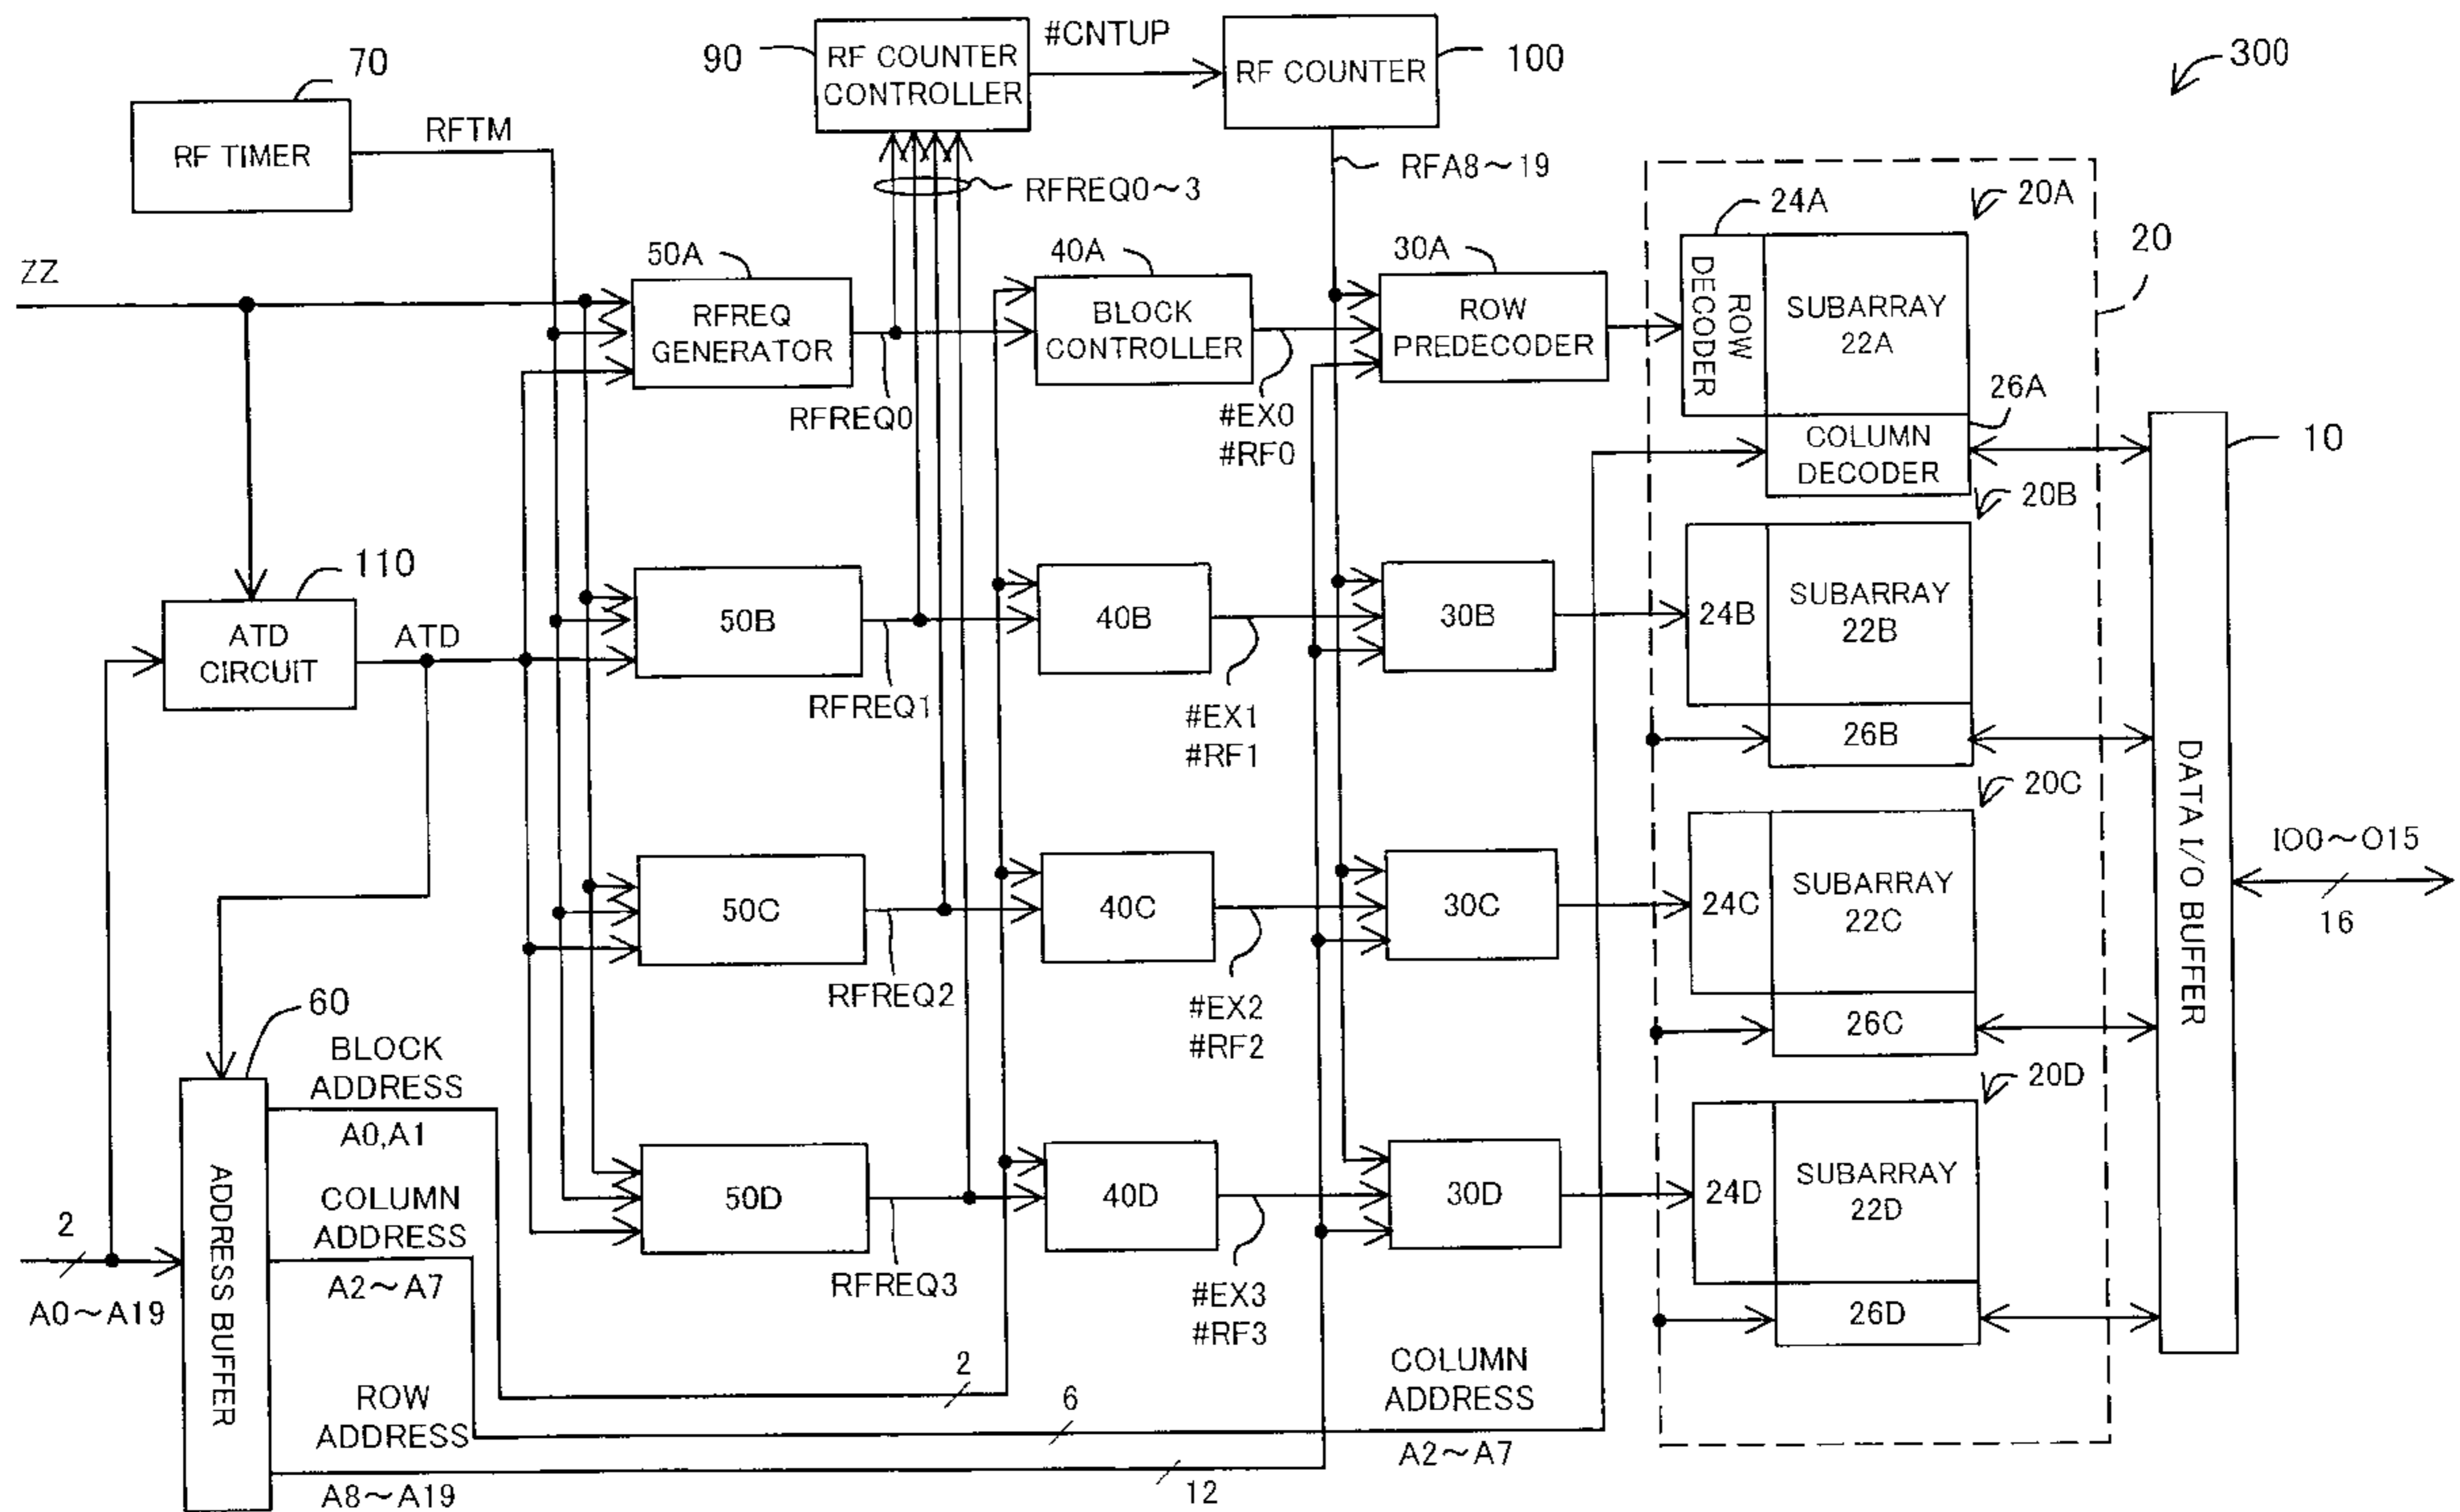 90
RF COUNTER
CONTROLLER
#CNTUP
RF COUNTER
100
300
70
RF TIMER
RFTM
RFREQ0~3
RFA8~19
ZZ
50A
RFREQ
GENERATOR
RFREQ0
40A
BLOCK
CONTROLLER
#EX0
#RF0
30A
ROW
PREDECODER
24A
ROW
DECODER
SUBARRAY
22A
20A
20
26A
COLUMN
DECODER
10
110
ATD
CIRCUIT
ATD
50B
RFREQ1
40B
#EX1
#RF1
30B
24B
SUBARRAY
22B
20B
26B
50C
RFREQ2
40C
#EX2
#RF2
30C
24C
SUBARRAY
22C
20C
26C
DATA I/O BUFFER
IO0~O15
16
60
BLOCK
ADDRESS
A0,A1
50D
RFREQ3
40D
#EX3
#RF3
30D
24D
SUBARRAY
22D
20D
26D
2
A0~A19
ADDRESS BUFFER
COLUMN
ADDRESS
A2~A7
2
ROW
ADDRESS
6
COLUMN
ADDRESS
A2~A7
A8~A19
12